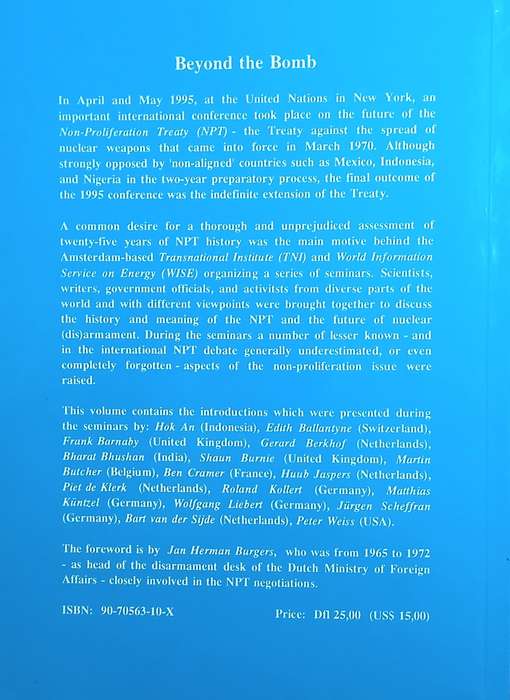 Beyond the Bomb
In April and May 1995, at the United Nations in New York, an
important international conference took place on the future of the
Non-Proliferation Treaty (NPT) - the Treaty against the spread of
nuclear weapons that came into force in March 1970. Although
strongly opposed by 'non-aligned' countries such as Mexico, Indonesia,
and Nigeria in the two-year preparatory process, the final outcome of
the 1995 conference was the indefinite extension of the Treaty.
A common desire for a thorough and unprejudiced assessment of
twenty-five years of NPT history was the main motive behind the
Amsterdam-based Transnational Institute (TNI) and World Information
Service on Energy (WISE) organizing a series of seminars. Scientists,
writers, government officials, and activitsts from diverse parts of the
world and with different viewpoints were brought together to discuss
the history and meaning of the NPT and the future of nuclear
(dis)armament. During the seminars a number of lesser known - and
in the international NPT debate generally underestimated, or even
completely forgotten - aspects of the non-proliferation issue were
raised.
This volume contains the introductions which were presented during
the seminars by: Hok An (Indonesia), Edith Ballantyne (Switzerland),
Frank Barnaby (United Kingdom), Gerard Berkhof (Netherlands),
Bharat Bhushan (India), Shaun Burnie (United Kingdom), Martin
Butcher (Belgium), Ben Cramer (France), Huub Jaspers (Netherlands),
Piet de Klerk (Netherlands), Roland Kollert (Germany), Matthias
Küntzel (Germany), Wolfgang Liebert (Germany), Jürgen Scheffran
(Germany), Bart van der Sijde (Netherlands), Peter Weiss (USA).
The foreword is by Jan Herman Burgers, who was from 1965 to 1972
- as head of the disarmament desk of the Dutch Ministry of Foreign
Affairs - closely involved in the NPT negotiations.
ISBN: 90-70563-10-X
Price: Dfl 25,00 (US$ 15,00)